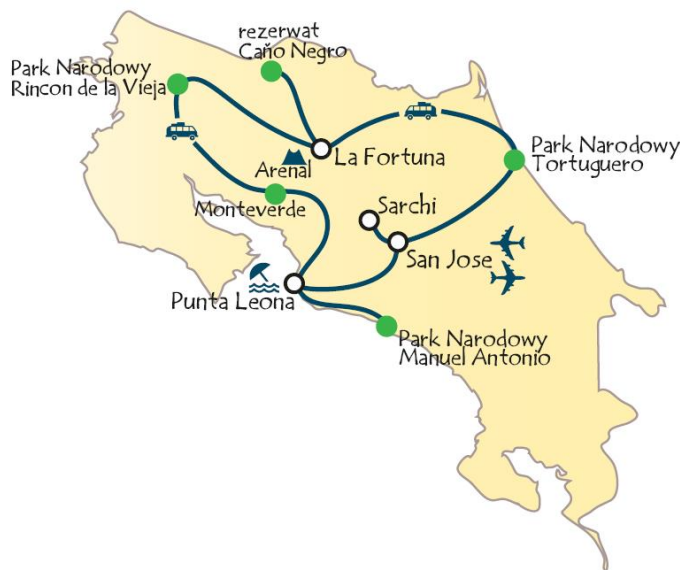 rezerwat
Caño Negro
Park Narodowy
Rincon de la Vieja
La Fortuna
Arenal
Park Narodowy
Tortuguero
Monteverde
Sarchi
San Jose
Punta Leona
Park Narodowy
Manuel Antonio